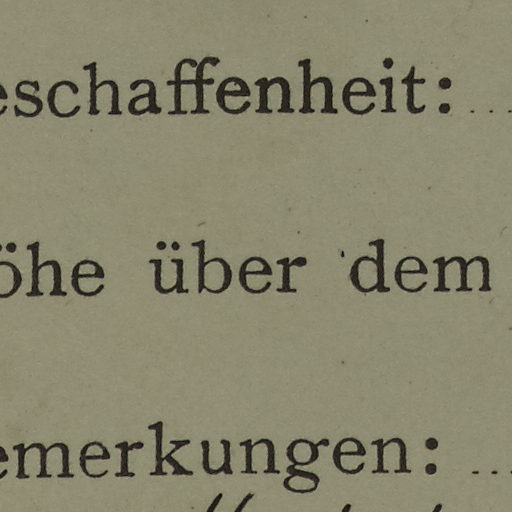 eschaffenheit:
öhe über dem
emerkungen: